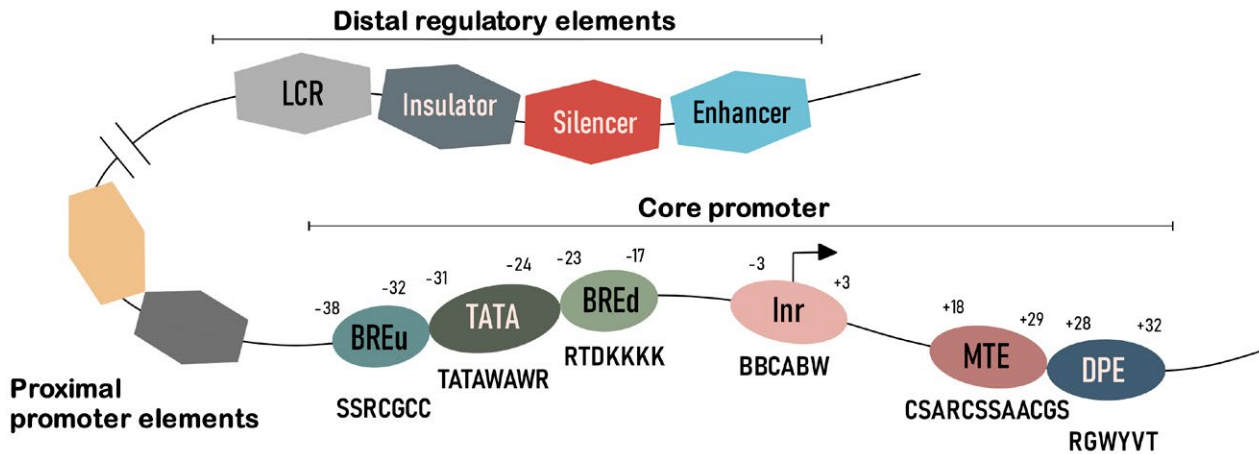 Distal regulatory elements
LCR
Insulator
Silencer
Enhancer
Core promoter
-38
-32
-31
-24
-23
-17
-3
+3
+18
+29
+28
+32
BREu
TATA
BREd
Inr
MTE
DPE
SSRCGCC
TATAWAWR
RTDKKKK
BBCABW
CSARCSSAACGS
RGWYVT
Proximal
promoter elements